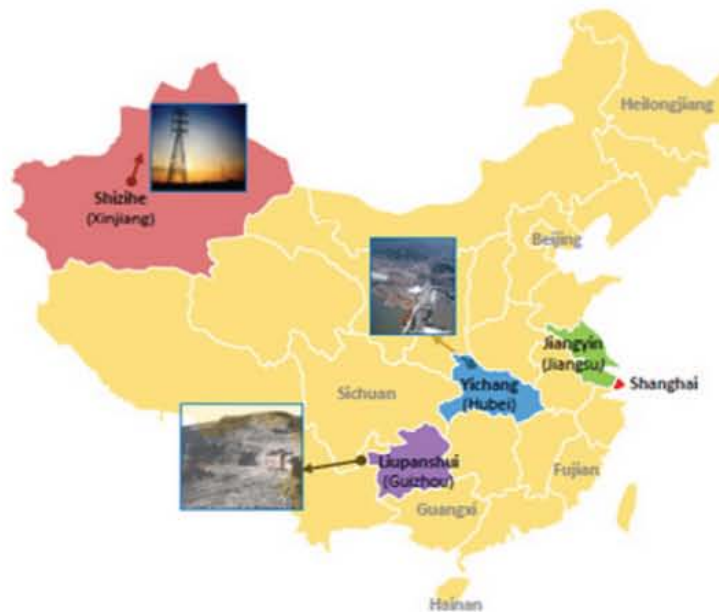 Heilongjiang
Shizihe
(Xinjiang)
Beijing
Jiangyin
(Jiangsu)
Shanghai
Yichang
(Hubei)
Sichuan
Liupanshui
(Guizhou)
Fujian
Guangxi
Hainan